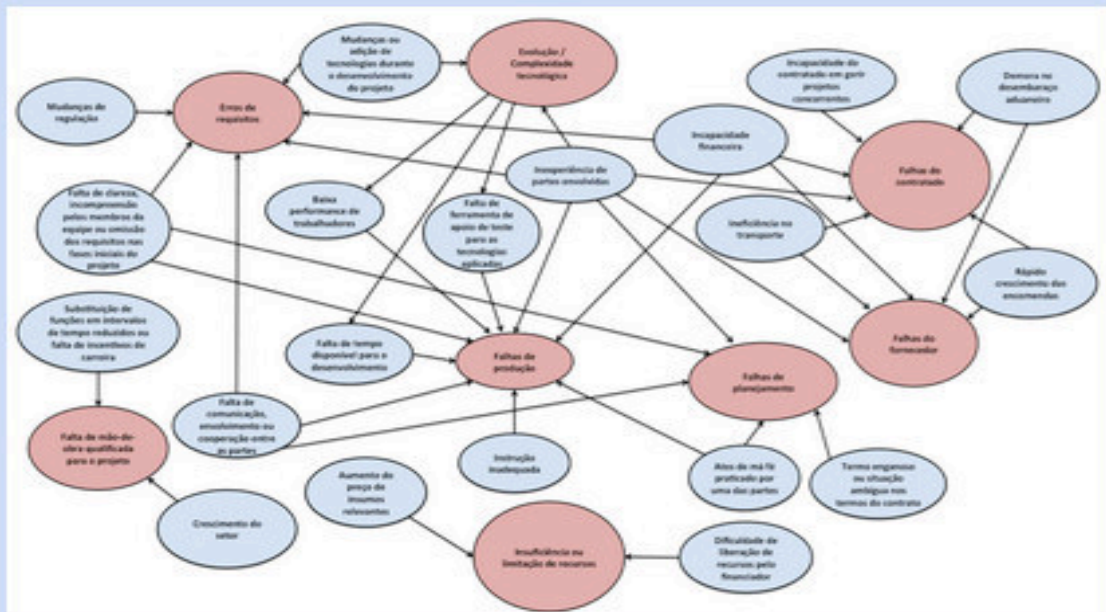 Mudanças ou
adição de
tecnologias durante
o desenvolvimento
do projeto
Evolução /
Complexidade
tecnológica
Incapacidade do
contratado em gerir
projetos
concorrentes
Demora no
desembaraço
aduaneiro
Mudanças de
regulação
Erros de
requisitos
Incapacidade
financeira
Falhas do
contratado
Falta de clareza,
incompreensão
pelos membros da
equipe ou omissão
dos requisitos nas
fases iniciais do
projeto
Baixa
performance de
trabalhadores
Falta de
ferramenta de
apoio de teste
para as
tecnologias
aplicadas
Inexperiência de
partes envolvidas
Ineficiência no
transporte
Rápido
crescimento das
encomendas
Substituição de
funções em intervalos
de tempo reduzidos ou
falta de incentivos de
carreira
Falta de tempo
disponível para o
desenvolvimento
Falhas de
produção
Falhas de
planejamento
Falhas do
fornecedor
Falta de mão-de-
obra qualificada
para o projeto
Falta de
comunicação,
envolvimento ou
cooperação entre
as partes
Instrução
inadequada
Atos de má fé
praticado por
uma das partes
Termo enganoso
ou situação
ambígua nos
termos do contrato
Crescimento do
setor
Aumento do
preço de
insumos
relevantes
Insuficiência ou
limitação de recursos
Dificuldade de
liberação de
recursos pelo
financiador